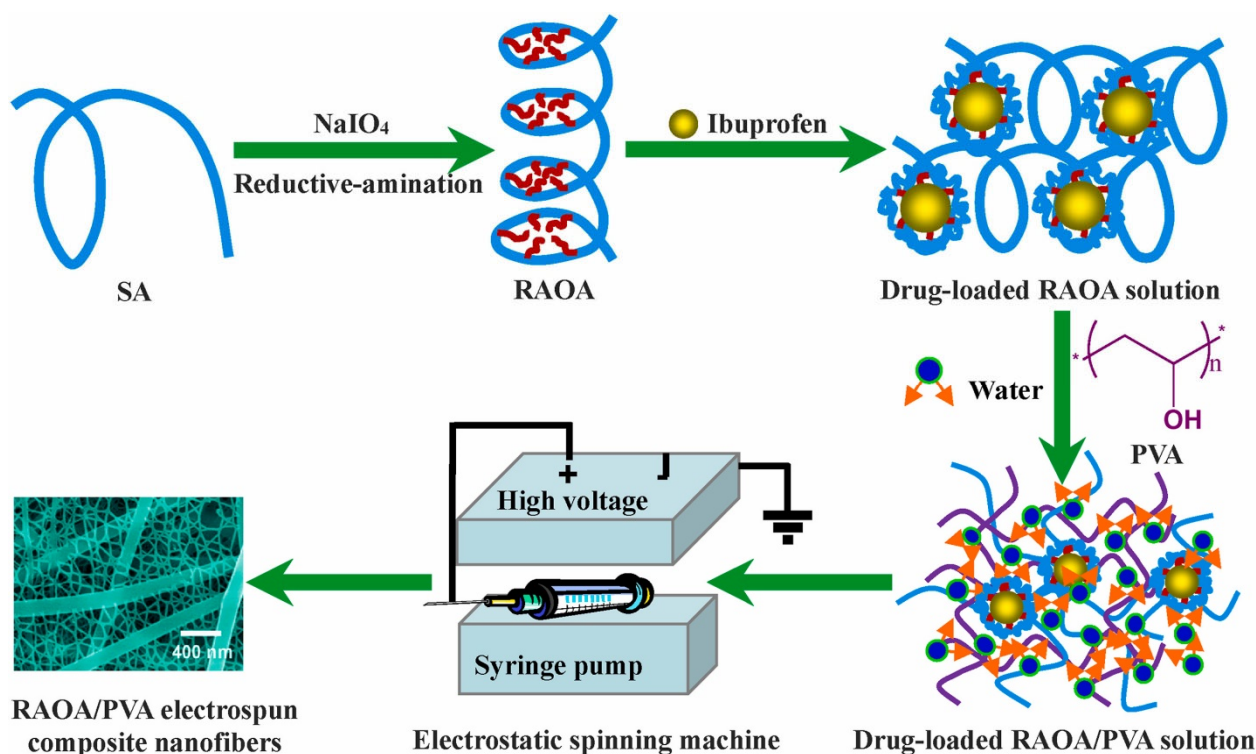 NaIO₄
Reductive-amination
Ibuprofen
SA
RAOA
Drug-loaded RAOA solution
Water
* ( ) n *
OH
PVA
+ -
High voltage
Syringe pump
400 nm
RAOA/PVA electrospun
composite nanofibers
Electrostatic spinning machine
Drug-loaded RAOA/PVA solution